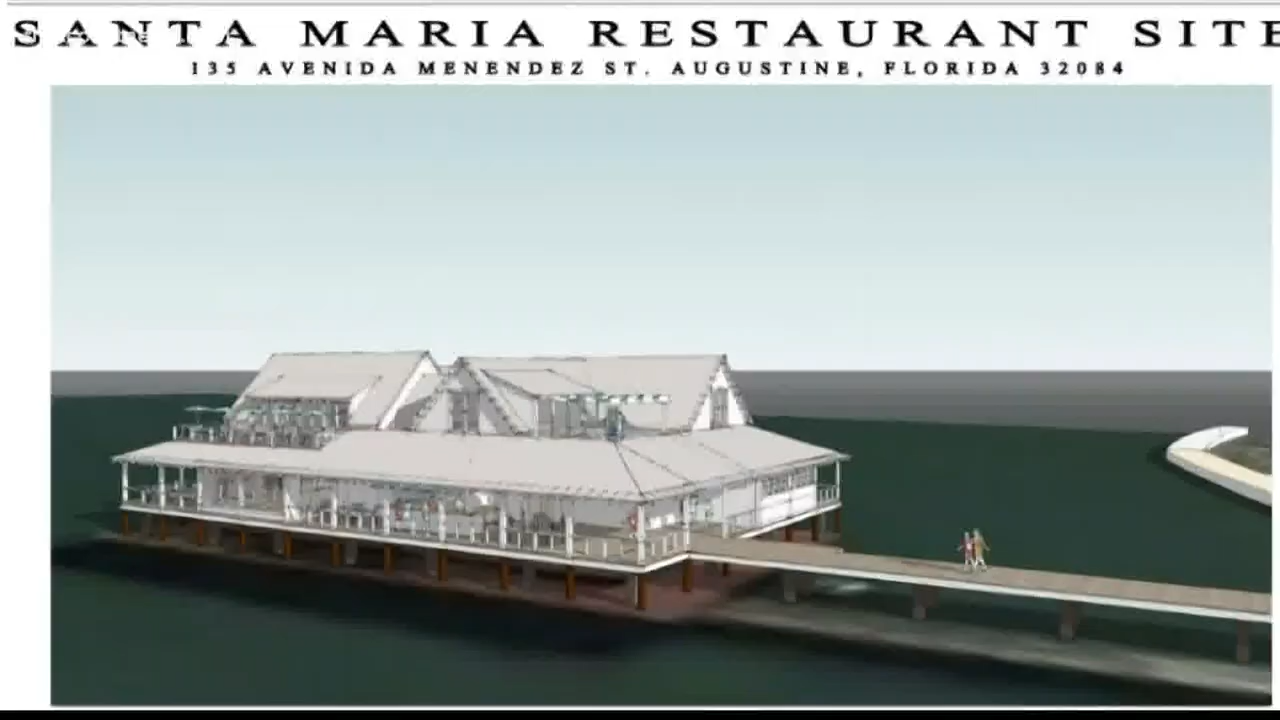 SANTA MARIA RESTAURANT SITE
135 AVENIDA MENENDEZ ST. AUGUSTINE, FLORIDA 32084